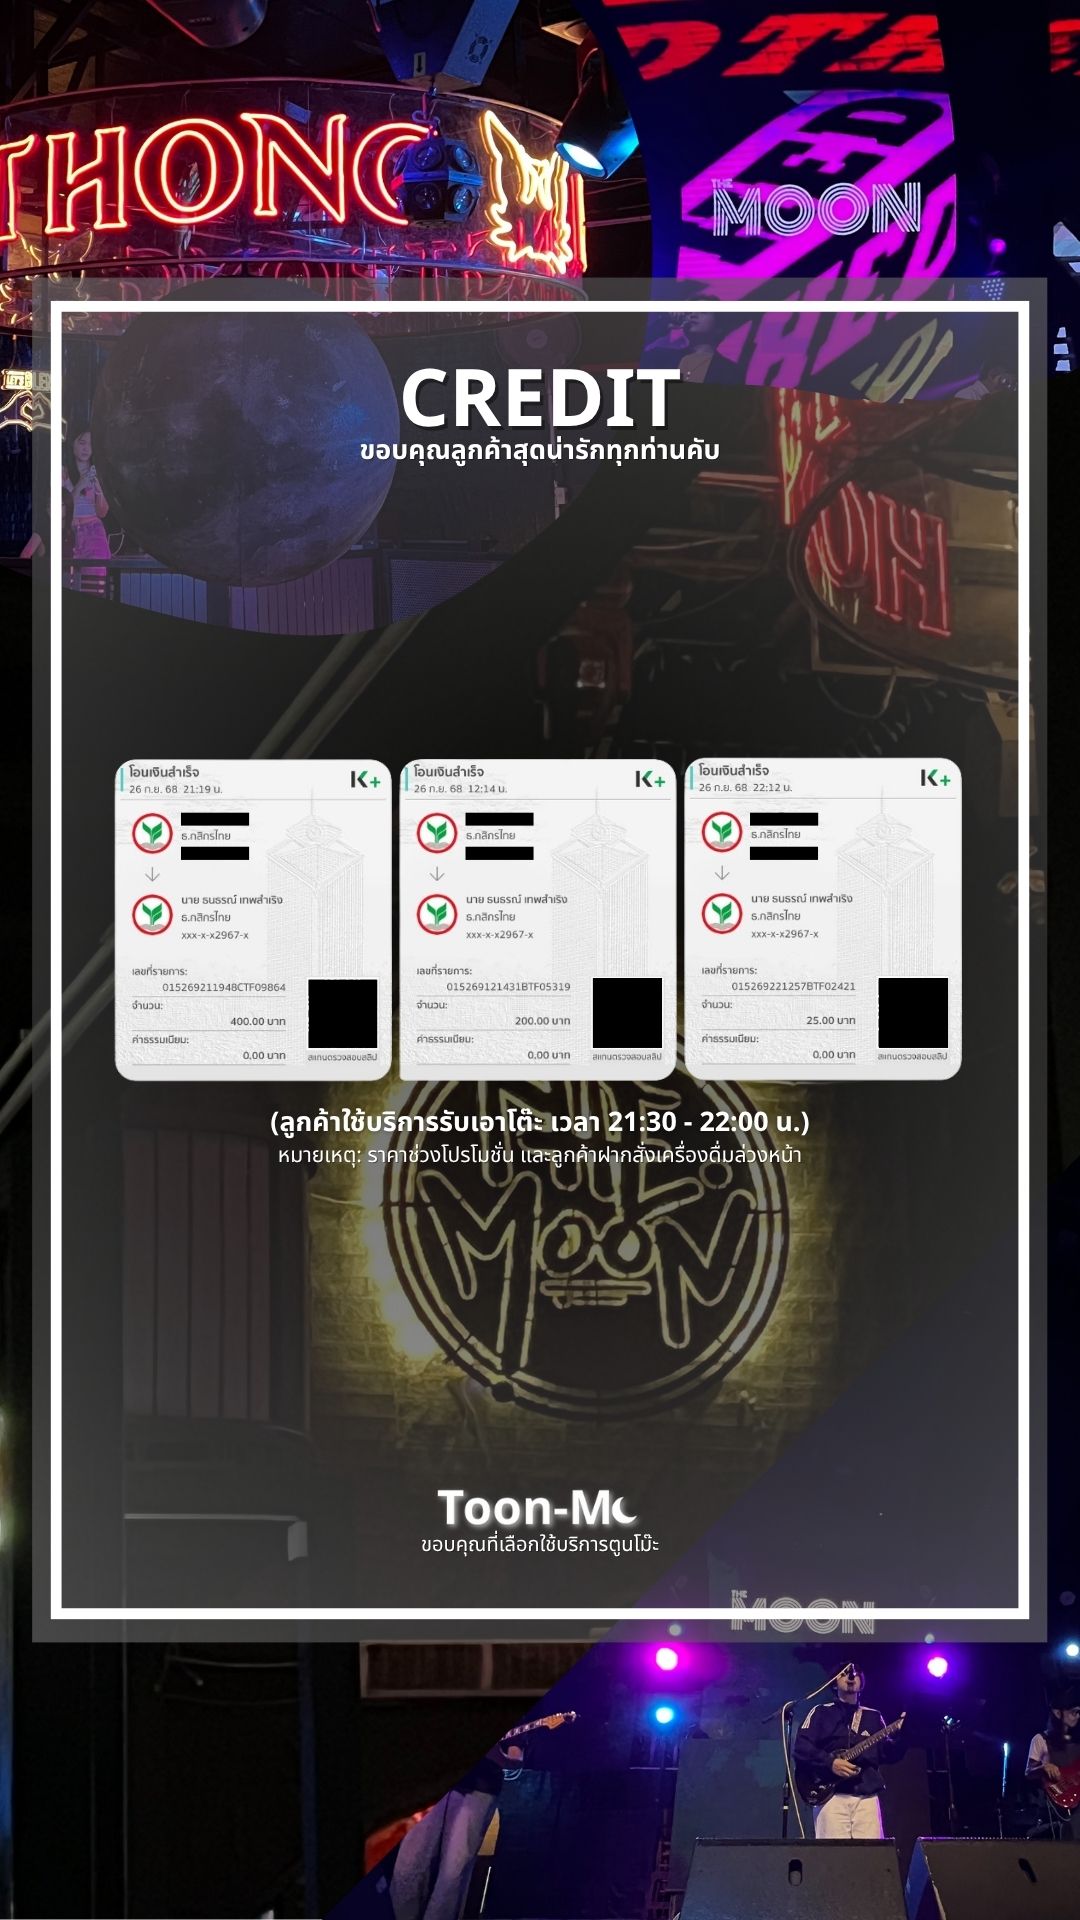 THE
MOON
CREDIT
ขอบคุณลูกค้าสุดน่ารักทุกท่านคับ
โอนเงินสำเร็จ
26 ก.ย. 68 21:19 น.
K+
ธ.กสิกรไทย
นาย ธนธรณ์ เทพสำเริง
ธ.กสิกรไทย
xxx-x-x2967-x
เลขที่รายการ:
015269211948CTF09864
จำนวน:
400.00 บาท
ค่าธรรมเนียม:
0.00 บาท
สแกนตรวจสอบสลิป
โอนเงินสำเร็จ
26 ก.ย. 68 12:14 น.
K+
ธ.กสิกรไทย
นาย ธนธรณ์ เทพสำเริง
ธ.กสิกรไทย
xxx-x-x2967-x
เลขที่รายการ:
015269121431BTF05319
จำนวน:
200.00 บาท
ค่าธรรมเนียม:
0.00 บาท
สแกนตรวจสอบสลิป
โอนเงินสำเร็จ
26 ก.ย. 68 22:12 น.
K+
ธ.กสิกรไทย
นาย ธนธรณ์ เทพสำเริง
ธ.กสิกรไทย
xxx-x-x2967-x
เลขที่รายการ:
015269221257BTF02421
จำนวน:
25.00 บาท
ค่าธรรมเนียม:
0.00 บาท
สแกนตรวจสอบสลิป
(ลูกค้าใช้บริการรับเอาโต๊ะ เวลา 21:30 - 22:00 น.)
หมายเหตุ: ราคาช่วงโปรโมชั่น และลูกค้าฝากสั่งเครื่องดื่มล่วงหน้า
THE
MOON
Toon-M
ขอบคุณที่เลือกใช้บริการตูนโม๊ะ
THE
MOON